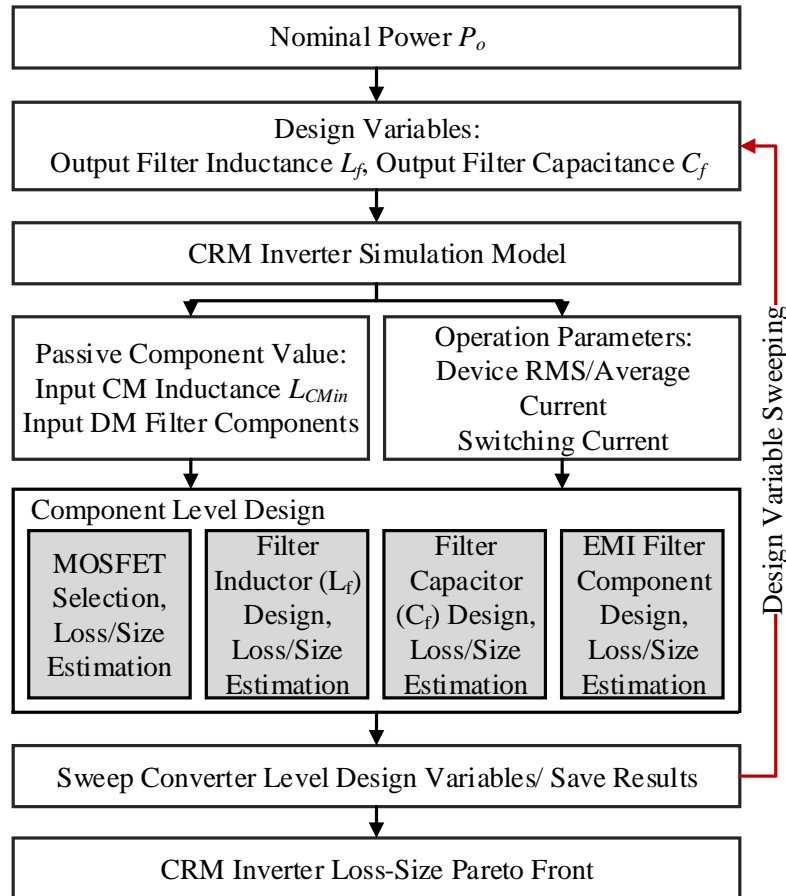 Nominal Power Po
Design Variables:
Output Filter Inductance Lf, Output Filter Capacitance Cf
CRM Inverter Simulation Model
Passive Component Value:
Input CM Inductance LCMin
Input DM Filter Components
Operation Parameters:
Device RMS/Average
Current
Switching Current
Component Level Design
MOSFET
Selection,
Loss/Size
Estimation
Filter
Inductor (Lf)
Design,
Loss/Size
Estimation
Filter
Capacitor
(Cf) Design,
Loss/Size
Estimation
EMI Filter
Component
Design,
Loss/Size
Estimation
Sweep Converter Level Design Variables/ Save Results
CRM Inverter Loss-Size Pareto Front
Design Variable Sweeping